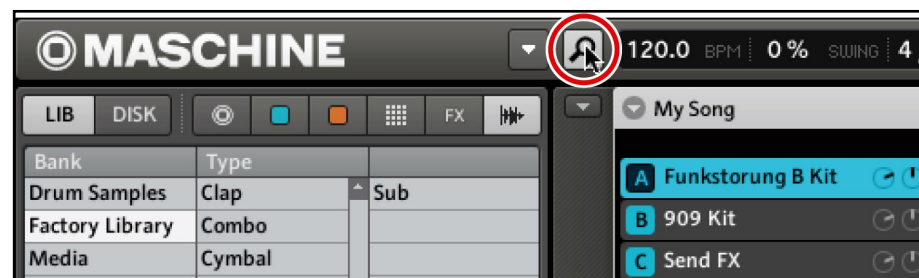 MASCHINE
120.0 BPM 0 % SWING 4
LIB DISK FX
My Song
Bank Type
Drum Samples Clap Sub
Factory Library Combo
Media Cymbal
A Funkstorung B Kit
B 909 Kit
C Send FX